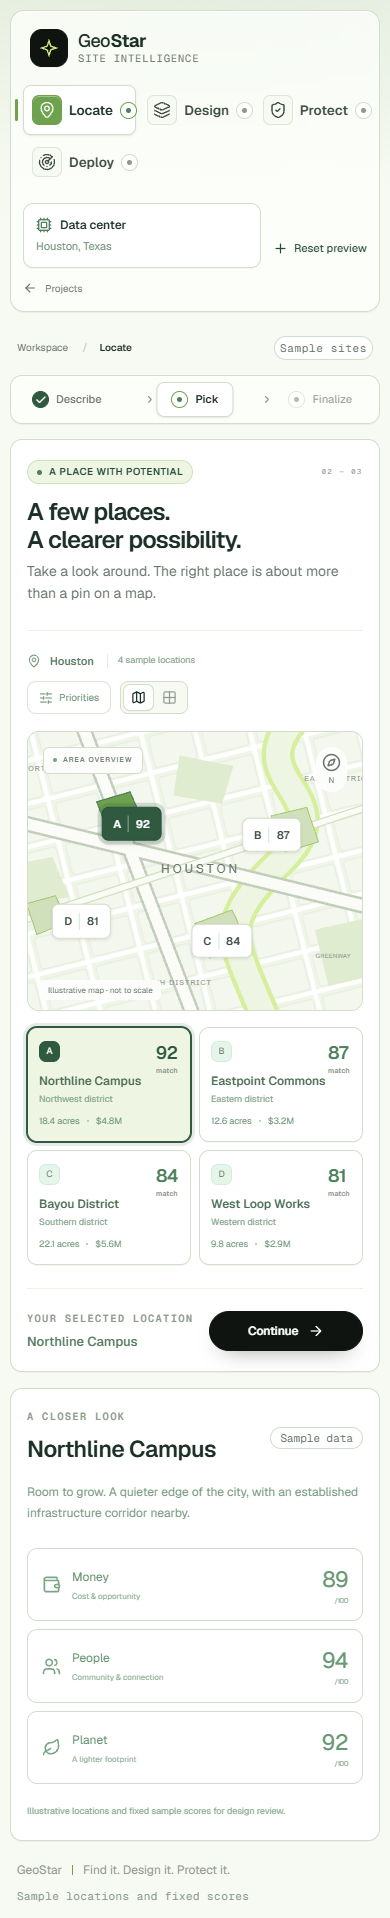 GeoStar
SITE INTELLIGENCE
Locate
Design
Protect
Deploy
Data center
Houston, Texas
Reset preview
Projects
Workspace / Locate
Sample sites
Describe
Pick
Finalize
A PLACE WITH POTENTIAL
02 — 03
A few places.
A clearer possibility.
Take a look around. The right place is about more
than a pin on a map.
Houston
4 sample locations
Priorities
AREA OVERVIEW
N
A 92
B 87
HOUSTON
D 81
C 84
GREENWAY
H DISTRICT
Illustrative map · not to scale
A
92
match
Northline Campus
Northwest district
18.4 acres · $4.8M
B
87
match
Eastpoint Commons
Eastern district
12.6 acres · $3.2M
C
84
match
Bayou District
Southern district
22.1 acres · $5.6M
D
81
match
West Loop Works
Western district
9.8 acres · $2.9M
YOUR SELECTED LOCATION
Northline Campus
Continue
A CLOSER LOOK
Northline Campus
Sample data
Room to grow. A quieter edge of the city, with an established
infrastructure corridor nearby.
Money
Cost & opportunity
89
/100
People
Community & connection
94
/100
Planet
A lighter footprint
92
/100
Illustrative locations and fixed sample scores for design review.
GeoStar | Find it. Design it. Protect it.
Sample locations and fixed scores